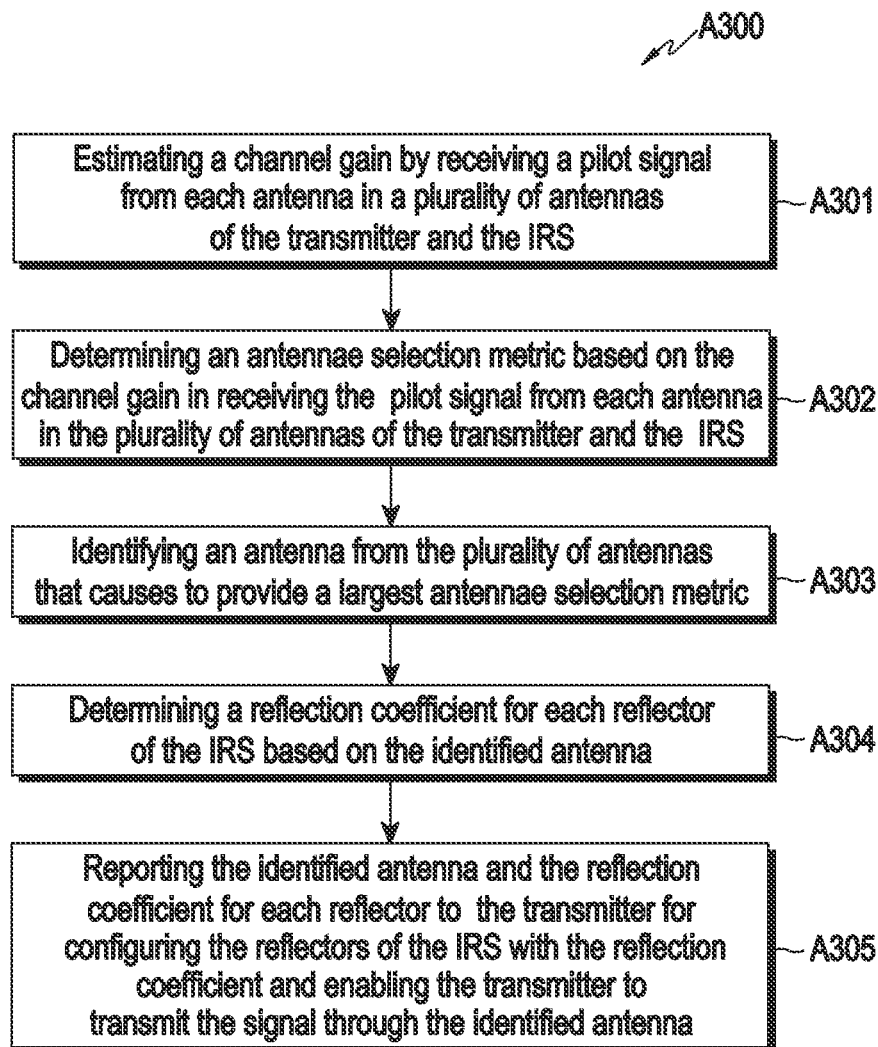 A300
Estimating a channel gain by receiving a pilot signal
from each antenna in a plurality of antennas
of the transmitter and the IRS
A301
Determining an antennae selection metric based on the
channel gain in receiving the pilot signal from each antenna
in the plurality of antennas of the transmitter and the IRS
A302
Identifying an antenna from the plurality of antennas
that causes to provide a largest antennae selection metric
A303
Determining a reflection coefficient for each reflector
of the IRS based on the identified antenna
A304
Reporting the identified antenna and the reflection
coefficient for each reflector to the transmitter for
configuring the reflectors of the IRS with the reflection
coefficient and enabling the transmitter to
transmit the signal through the identified antenna
A305